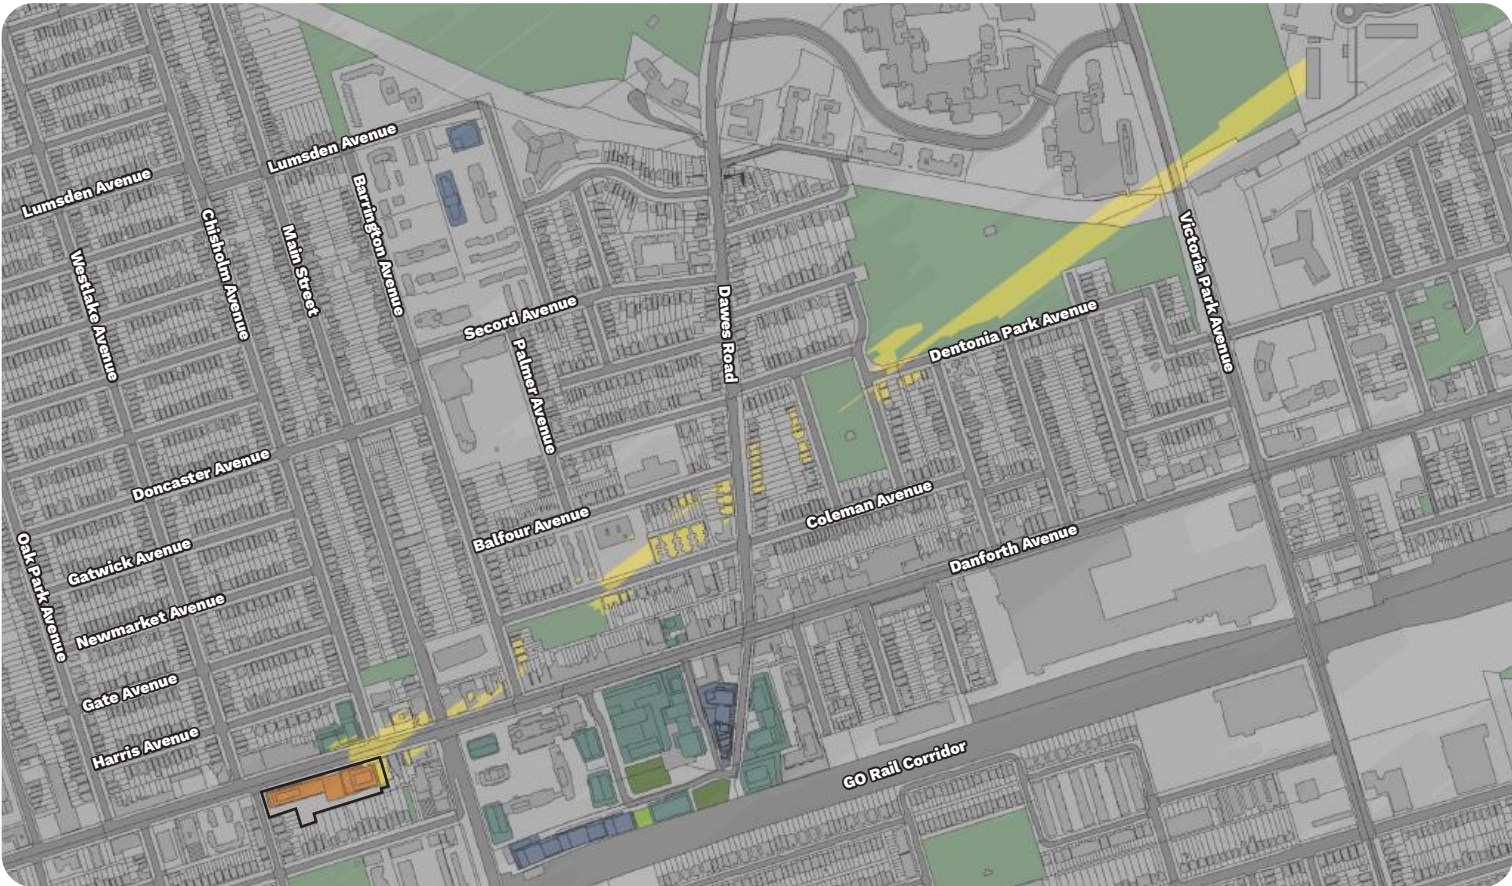 Lumsden Avenue
Lumsden Avenue
Barrington Avenue
Chisholm Avenue
Main Street
Westlake Avenue
Victoria Park Avenue
Secord Avenue
Dawes Road
Dentonia Park Avenue
Palmer Avenue
Doncaster Avenue
Coleman Avenue
Balfour Avenue
Danforth Avenue
Oak Park Avenue
Gatwick Avenue
Newmarket Avenue
Gate Avenue
Harris Avenue
GO Rail Corridor